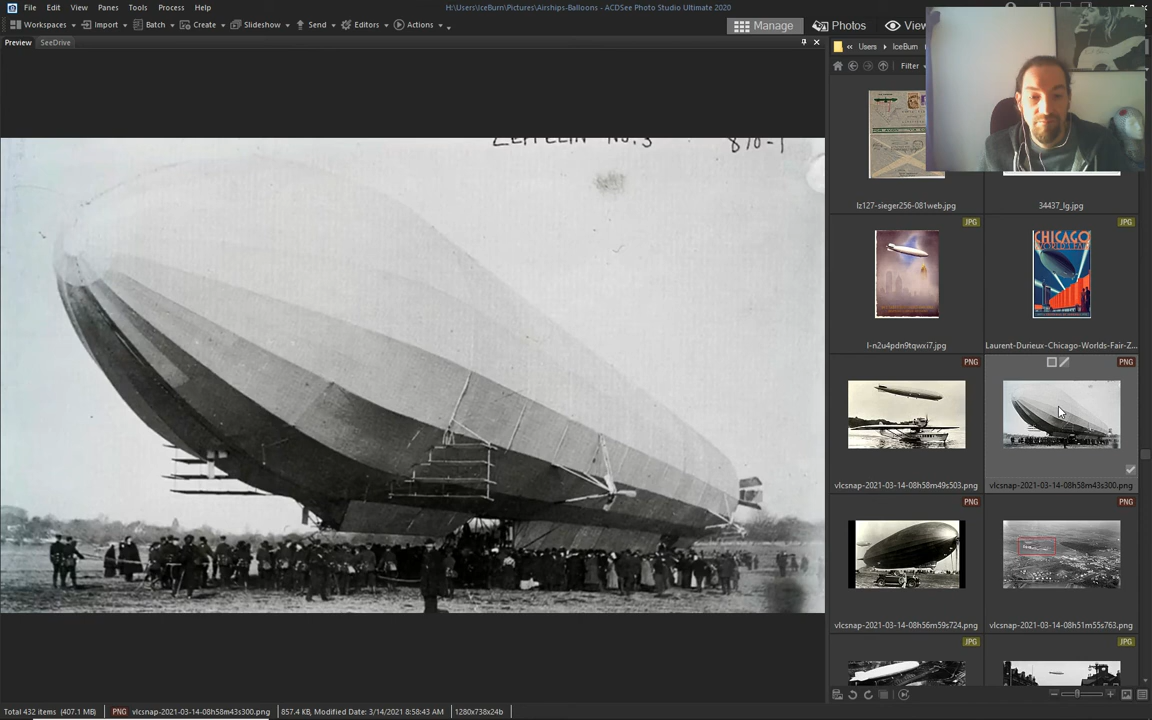 H:\Users\IceBurn\Pictures\Airships-Balloons - ACDSee Photo Studio Ultimate 2020
File Edit View Panes Tools Process Help
Workspaces Import Batch Create Slideshow Send Editors Actions
Manage Photos
Preview SeeDrive
« Users IceBurn
Filter
ZEPPELIN NO. 3 870-1
lz127-sieger256-081web.jpg
34437_lg.jpg
JPG
JPG
CHICAGO
l-n2u4pdn9tqwxi7.jpg
Laurent-Durieux-Chicago-Worlds-Fair-Z...
PNG
PNG
vlcsnap-2021-03-14-08h58m49s503.png
vlcsnap-2021-03-14-08h58m43s300.png
PNG
PNG
vlcsnap-2021-03-14-08h56m59s724.png
vlcsnap-2021-03-14-08h51m55s763.png
JPG
JPG
Total 432 items (407.1 MB) PNG vlcsnap-2021-03-14-08h58m43s300.png 857.4 KB, Modified Date: 3/14/2021 8:58:43 AM 1280x738x24b